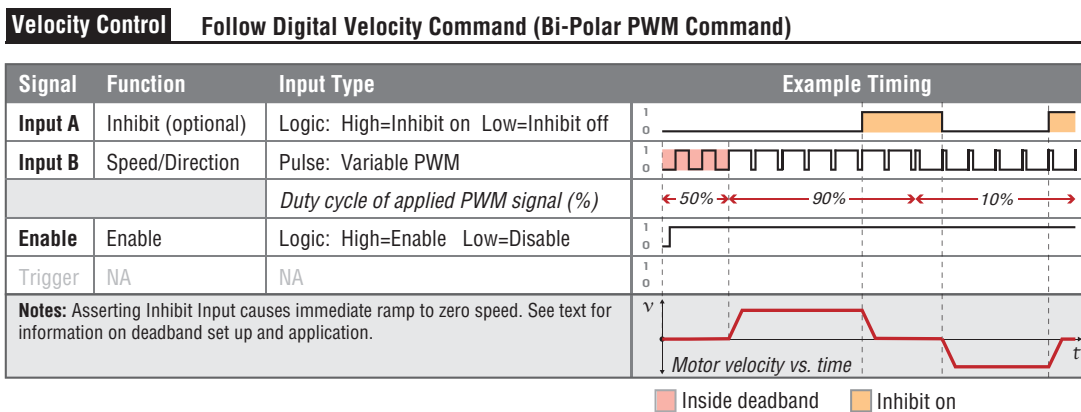 Velocity Control Follow Digital Velocity Command (Bi-Polar PWM Command)
Signal Function Input Type Example Timing
Input A Inhibit (optional) Logic: High=Inhibit on Low=Inhibit off 1
0
Input B Speed/Direction Pulse: Variable PWM 1
0
Duty cycle of applied PWM signal (%) 50% 90% 10%
Enable Enable Logic: High=Enable Low=Disable 1
0
Trigger NA NA 1
0
Notes: Asserting Inhibit Input causes immediate ramp to zero speed. See text for
information on deadband set up and application.
v
t
Motor velocity vs. time
Inside deadband Inhibit on